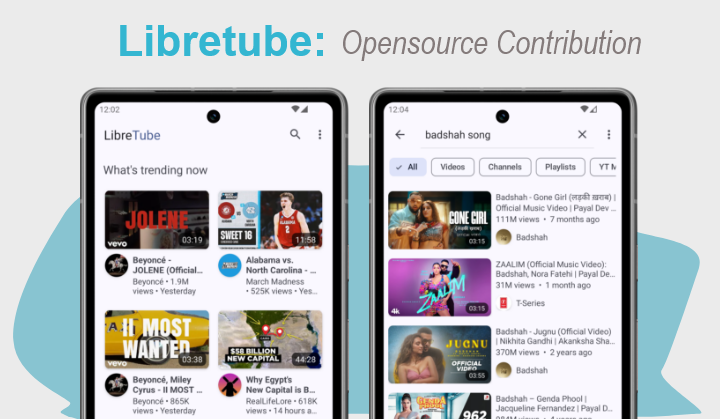 Libretube: Opensource Contribution
12:02
LibreTube
What's trending now
JOLENE
vevo
03:19
SWEET 16
11:58
Beyoncé -
JOLENE (Official...
Beyoncé • 1.9M
views • Yesterday
Alabama vs.
North Carolina - ...
March Madness
• 525K views • Yes...
II MOST
WANTED
vevo
03:38
$58 BILLION
NEW CAPITAL
44:28
Beyoncé, Miley
Cyrus - II MOST ...
Beyoncé • 865K
views • Yesterday
Why Egypt's
New Capital is B...
RealLifeLore • 618K
views • 14 hours a...
12:04
badshah song
All
Videos
Channels
Playlists
YT M
GONE GIRL
03:15
Badshah - Gone Girl (लड़की ख़राब) |
Official Music Video | Payal Dev ...
111M views • 7 months ago
Badshah
ZAALIM
4k
03:15
ZAALIM (Official Music Video):
Badshah, Nora Fatehi | Payal De...
31M views • 1 month ago
T-Series
JUGNU
OFFICIAL
VIDEO
03:55
Badshah - Jugnu (Official Video)
| Nikhita Gandhi | Akanksha Sha...
370M views • 2 years ago
Badshah
GENDA
962
Badshah – Genda Phool |
Jacqueline Fernandez | Payal D...